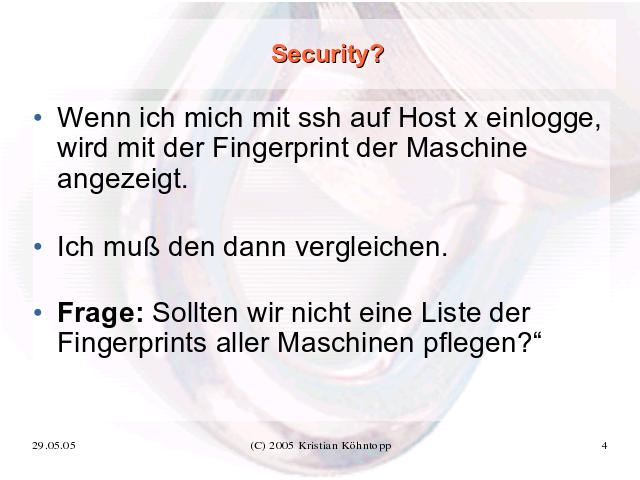 Security?
• Wenn ich mich mit ssh auf Host x einlogge,
wird mit der Fingerprint der Maschine
angezeigt.
• Ich muß den dann vergleichen.
• Frage: Sollten wir nicht eine Liste der
Fingerprints aller Maschinen pflegen?“
29.05.05 (C) 2005 Kristian Köhntopp 4